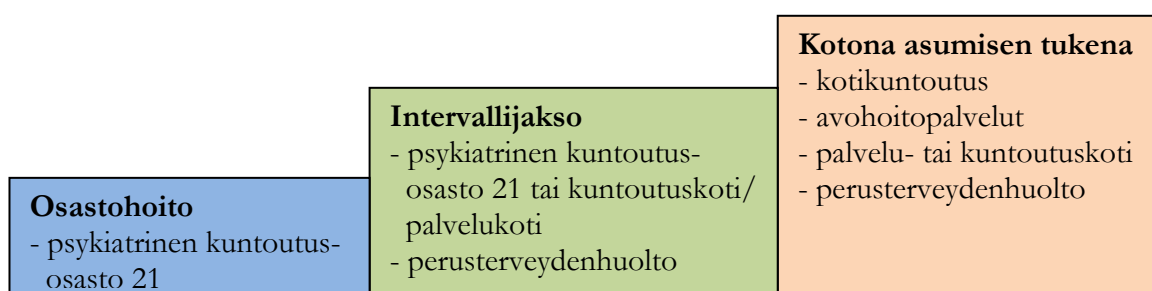 Osastohoito
- psykiatrinen kuntoutus-
osasto 21
Intervallijakso
- psykiatrinen kuntoutus-
osasto 21 tai kuntoutuskoti/
palvelukoti
- perusterveydenhuolto
Kotona asumisen tukena
- kotikuntoutus
- avohoitopalvelut
- palvelu- tai kuntoutuskoti
- perusterveydenhuolto